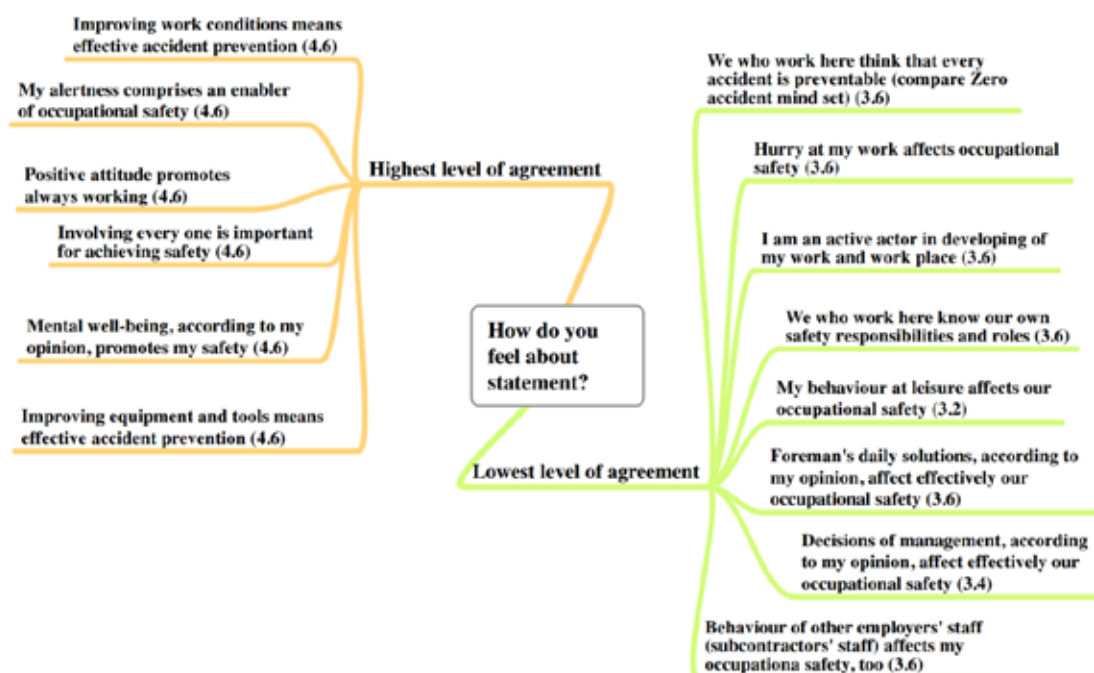 Improving work conditions means
effective accident prevention (4.6)
My alertness comprises an enabler
of occupational safety (4.6)
Positive attitude promotes
always working (4.6)
Involving every one is important
for achieving safety (4.6)
Mental well-being, according to my
opinion, promotes my safety (4.6)
Improving equipment and tools means
effective accident prevention (4.6)
Highest level of agreement
How do you
feel about
statement?
Lowest level of agreement
We who work here think that every
accident is preventable (compare Zero
accident mind set) (3.6)
Hurry at my work affects occupational
safety (3.6)
I am an active actor in developing of
my work and work place (3.6)
We who work here know our own
safety responsibilities and roles (3.6)
My behaviour at leisure affects our
occupational safety (3.2)
Foreman's daily solutions, according to
my opinion, affect effectively our
occupational safety (3.6)
Decisions of management, according
to my opinion, affect effectively our
occupational safety (3.4)
Behaviour of other employers' staff
(subcontractors' staff) affects my
occupationa safety, too (3.6)